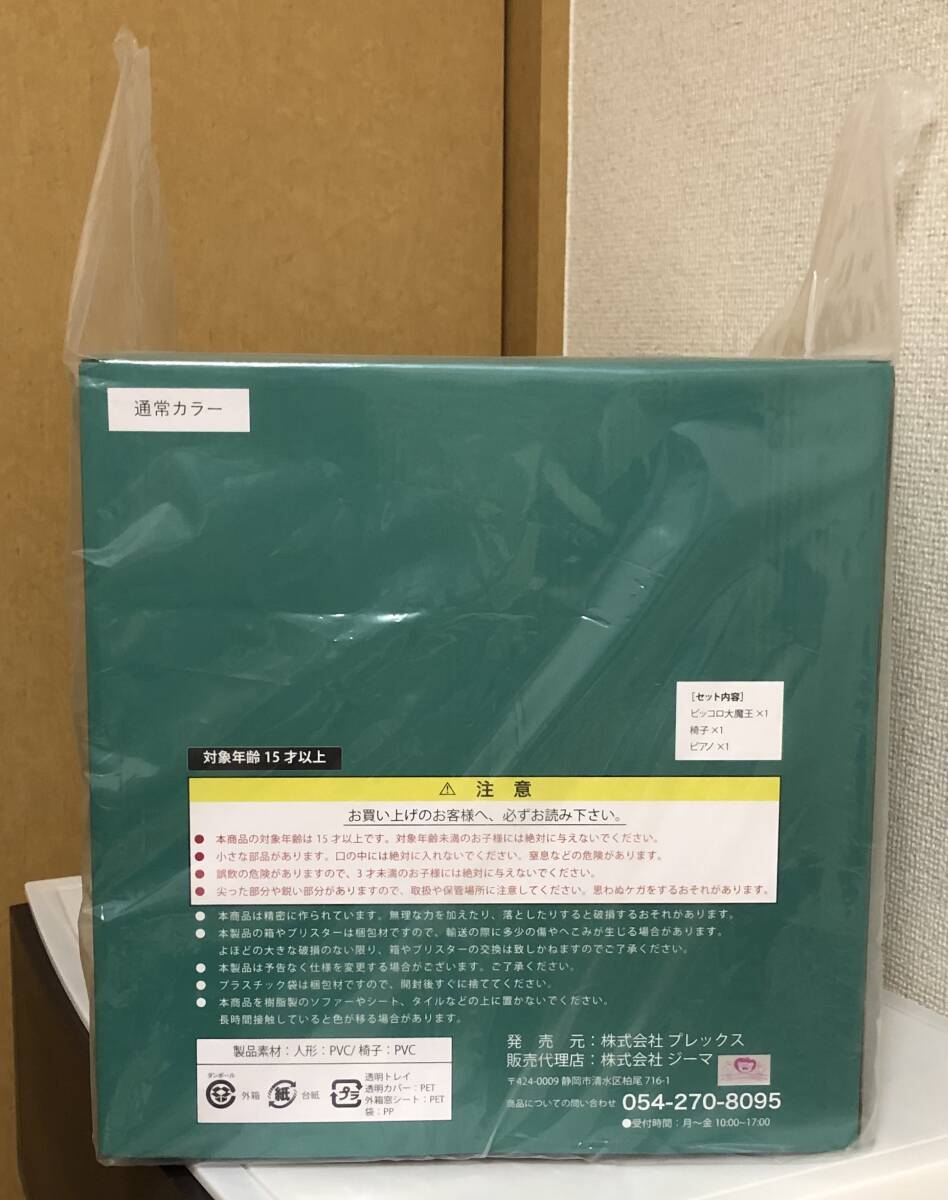 通常カラー
[セット内容]
ピッコロ大魔王×1
椅子×1
ピアノ×1
対象年齢 15 才以上
⚠ 注 意
お買い上げのお客様へ、必ずお読み下さい。
● 本商品の対象年齢は 15 才以上です。対象年齢未満のお子様には絶対に与えないでください。
● 小さな部品があります。口の中には絶対に入れないでください。窒息などの危険があります。
● 誤飲の危険がありますので、3 才未満のお子様には絶対に与えないでください。
● 尖った部分や鋭い部分がありますので、取扱や保管場所に注意してください。思わぬケガをするおそれがあります。
● 本商品は精密に作られています。無理な力を加えたり、落としたりすると破損するおそれがあります。
● 本製品の箱やブリスターは梱包材ですので、輸送の際に多少の傷やへこみが生じる場合があります。
よほどの大きな破損のない限り、箱やブリスターの交換は致しかねますのでご了承ください。
● 本製品は予告なく仕様を変更する場合がございます。ご了承ください。
● プラスチック袋は梱包材ですので、開封後すぐに捨ててください。
● 本商品を樹脂製のソファーやシート、タイルなどの上に置かないでください。
長時間接触していると色が移る場合があります。
製品素材：人形：PVC/ 椅子：PVC
ダンボール
外箱
紙
台紙
プラ
透明トレイ
透明カバー：PET
外箱窓シート：PET
袋：PP
発 売 元：株式会社 プレックス
販売代理店：株式会社 ジーマ
〒424-0009 静岡市清水区柏尾 716-1
商品についての問い合わせ 054-270-8095
●受付時間：月〜金 10:00~17:00